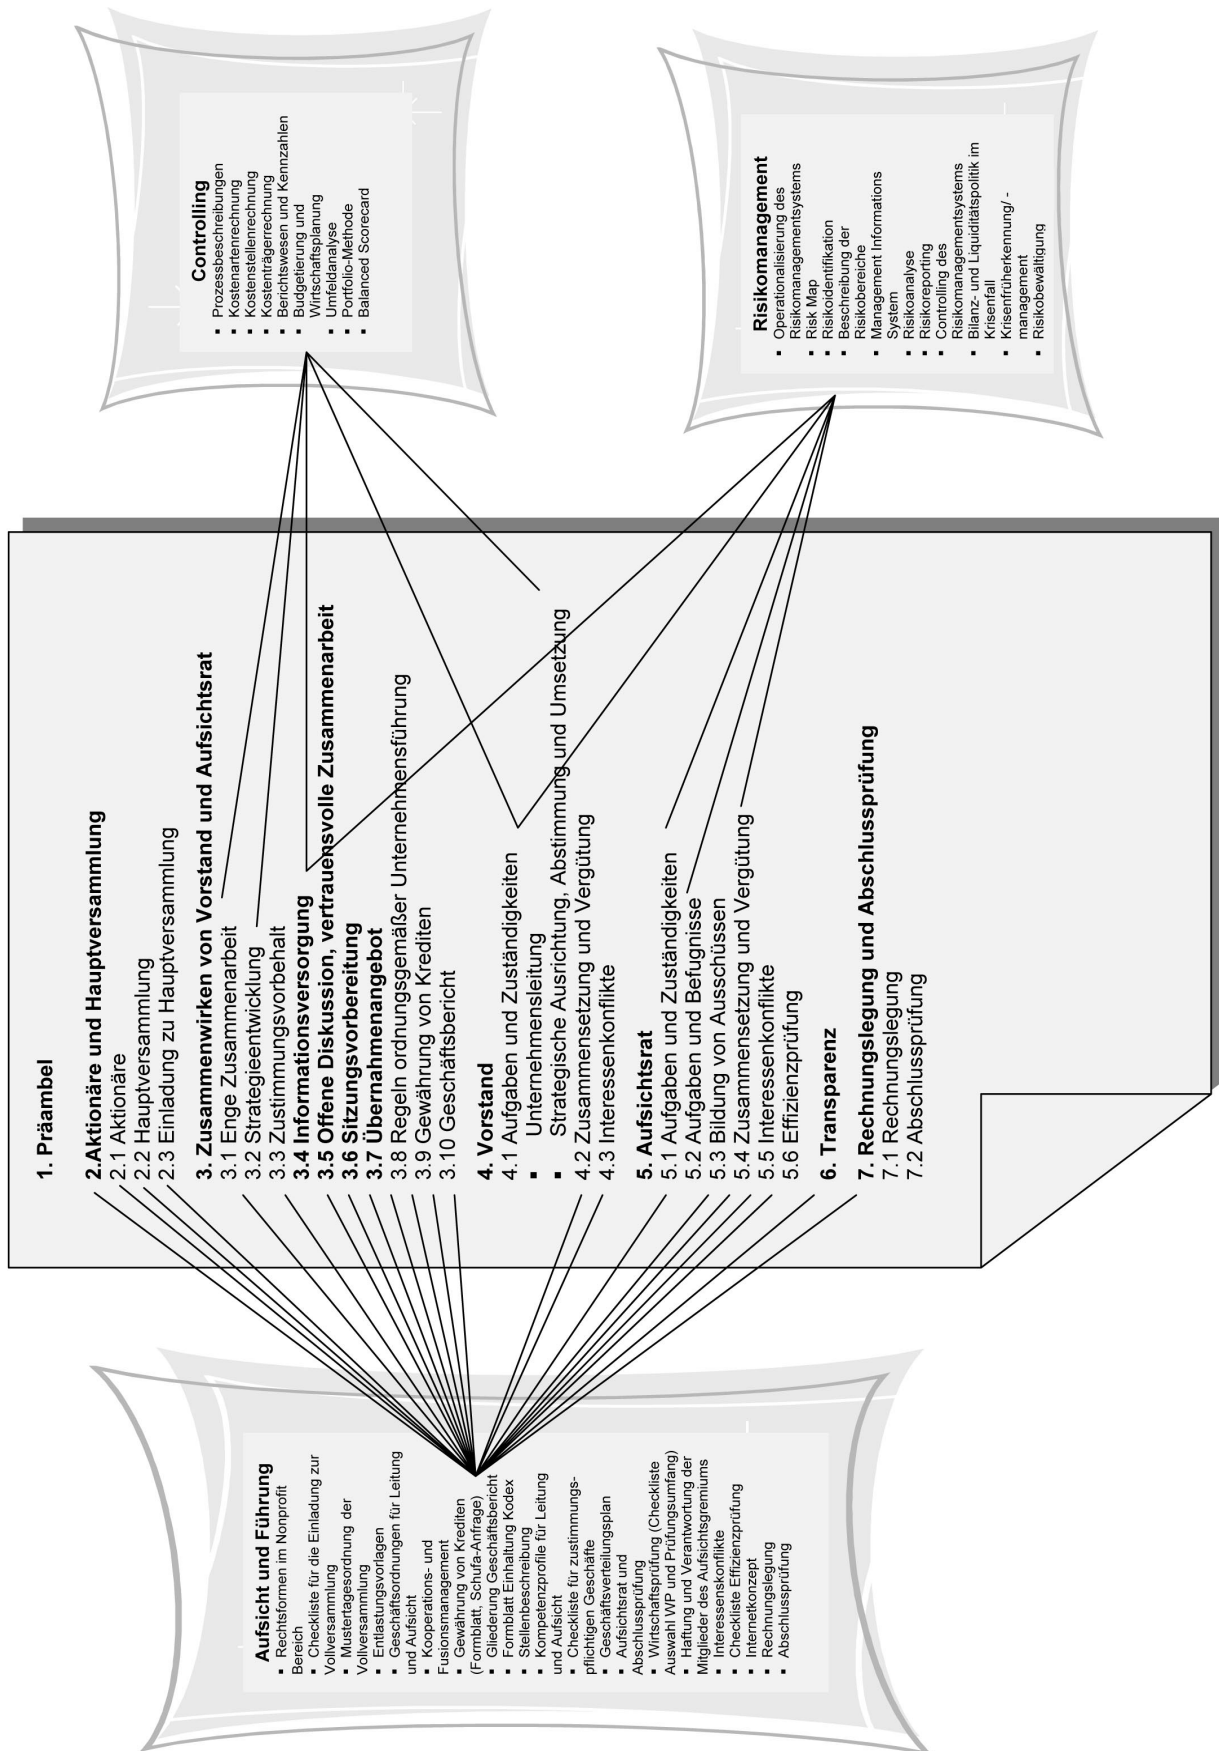 Aufsicht und Führung
▪ Rechtsformen im Nonprofit
Bereich
▪ Checkliste für die Einladung zur
Vollversammlung
▪ Mustertagesordnung der
Vollversammlung
▪ Entlastungsvorlagen
▪ Geschäftsordnungen für Leitung
und Aufsicht
▪ Kooperations- und
Fusionsmanagement
▪ Gewährung von Krediten
(Formblatt, Schufa-Anfrage)
▪ Gliederung Geschäftsbericht
▪ Formblatt Einhaltung Kodex
▪ Stellenbeschreibung
▪ Kompetenzprofile für Leitung
und Aufsicht
▪ Checkliste für zustimmungs-
pflichtigen Geschäfte
▪ Geschäftsverteilungsplan
▪ Aufsichtsrat und
Abschlussprüfung
▪ Wirtschaftsprüfung (Checkliste
Auswahl WP und Prüfungsumfang)
▪ Haftung und Verantwortung der
Mitglieder des Aufsichtsgremiums
▪ Interessenskonflikte
▪ Checkliste Effizienzprüfung
▪ Internetkonzept
▪ Rechnungslegung
▪ Abschlussprüfung
1. Präambel
2.Aktionäre und Hauptversammlung
2.1 Aktionäre
2.2 Hauptversammlung
2.3 Einladung zu Hauptversammlung
3. Zusammenwirken von Vorstand und Aufsichtsrat
3.1 Enge Zusammenarbeit
3.2 Strategieentwicklung
3.3 Zustimmungsvorbehalt
3.4 Informationsversorgung
3.5 Offene Diskussion, vertrauensvolle Zusammenarbeit
3.6 Sitzungsvorbereitung
3.7 Übernahmenangebot
3.8 Regeln ordnungsgemäßer Unternehmensführung
3.9 Gewährung von Krediten
3.10 Geschäftsbericht
4. Vorstand
4.1 Aufgaben und Zuständigkeiten
▪ Unternehmensleitung
▪ Strategische Ausrichtung, Abstimmung und Umsetzung
4.2 Zusammensetzung und Vergütung
4.3 Interessenkonflikte
5. Aufsichtsrat
5.1 Aufgaben und Zuständigkeiten
5.2 Aufgaben und Befugnisse
5.3 Bildung von Ausschüssen
5.4 Zusammensetzung und Vergütung
5.5 Interessenkonflikte
5.6 Effizienzprüfung
6. Transparenz
7. Rechnungslegung und Abschlussprüfung
7.1 Rechnungslegung
7.2 Abschlussprüfung
Controlling
▪ Prozessbeschreibungen
▪ Kostenartenrechnung
▪ Kostenstellenrechnung
▪ Kostenträgerrechnung
▪ Berichtswesen und Kennzahlen
▪ Budgetierung und
Wirtschaftsplanung
▪ Umfeldanalyse
▪ Portfolio-Methode
▪ Balanced Scorecard
Risikomanagement
▪ Operationalisierung des
Risikomanagementsystems
▪ Risk Map
▪ Risikoidentifikation
▪ Beschreibung der
Risikobereiche
▪ Management Informations
System
▪ Risikoanalyse
▪ Risikoreporting
▪ Controlling des
Risikomanagementsystems
▪ Bilanz- und Liquiditätspolitik im
Krisenfall
▪ Krisenfrüherkennung/ -
management
▪ Risikobewältigung